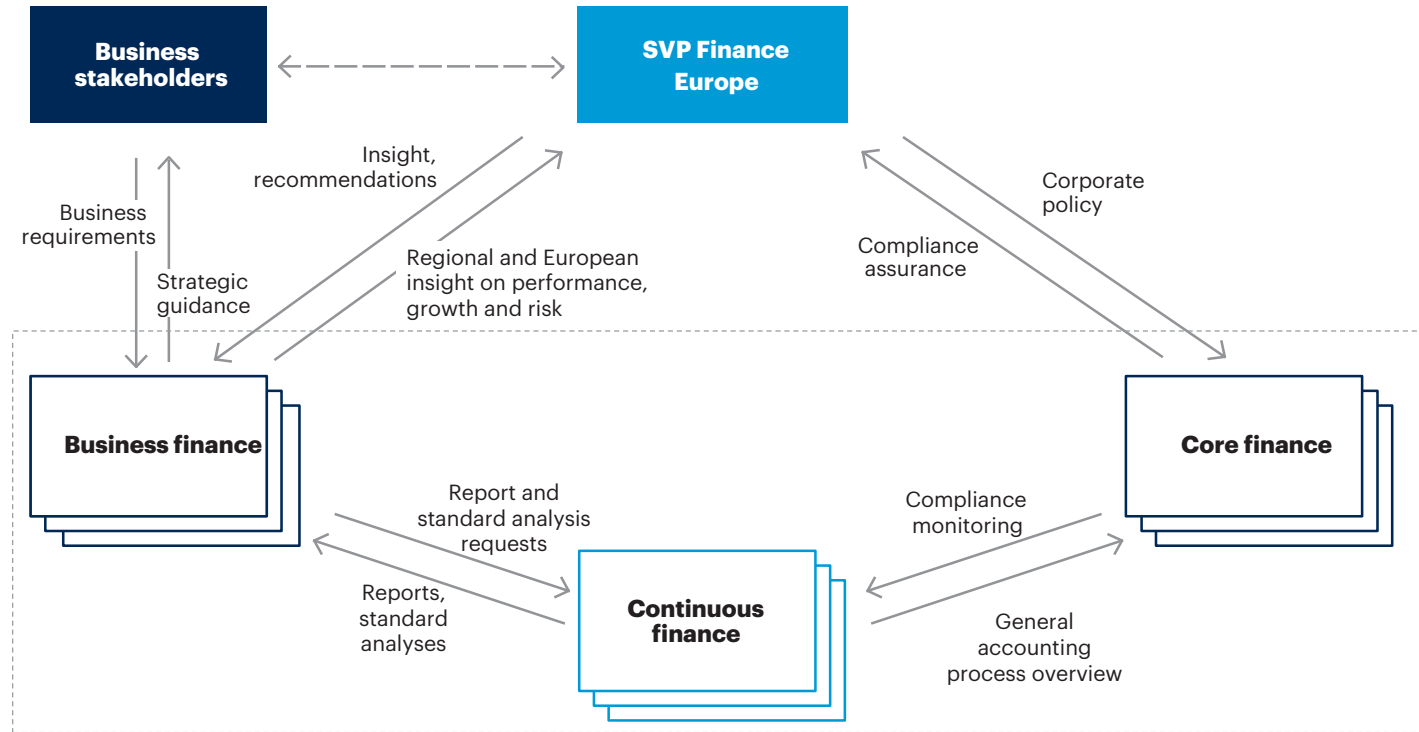 Business
stakeholders
SVP Finance
Europe
Insight,
recommendations
Corporate
policy
Business
requirements
Compliance
assurance
Regional and European
insight on performance,
growth and risk
Strategic
guidance
Business finance
Core finance
Report and
standard analysis
requests
Compliance
monitoring
Reports,
standard
analyses
Continuous
finance
General
accounting
process overview